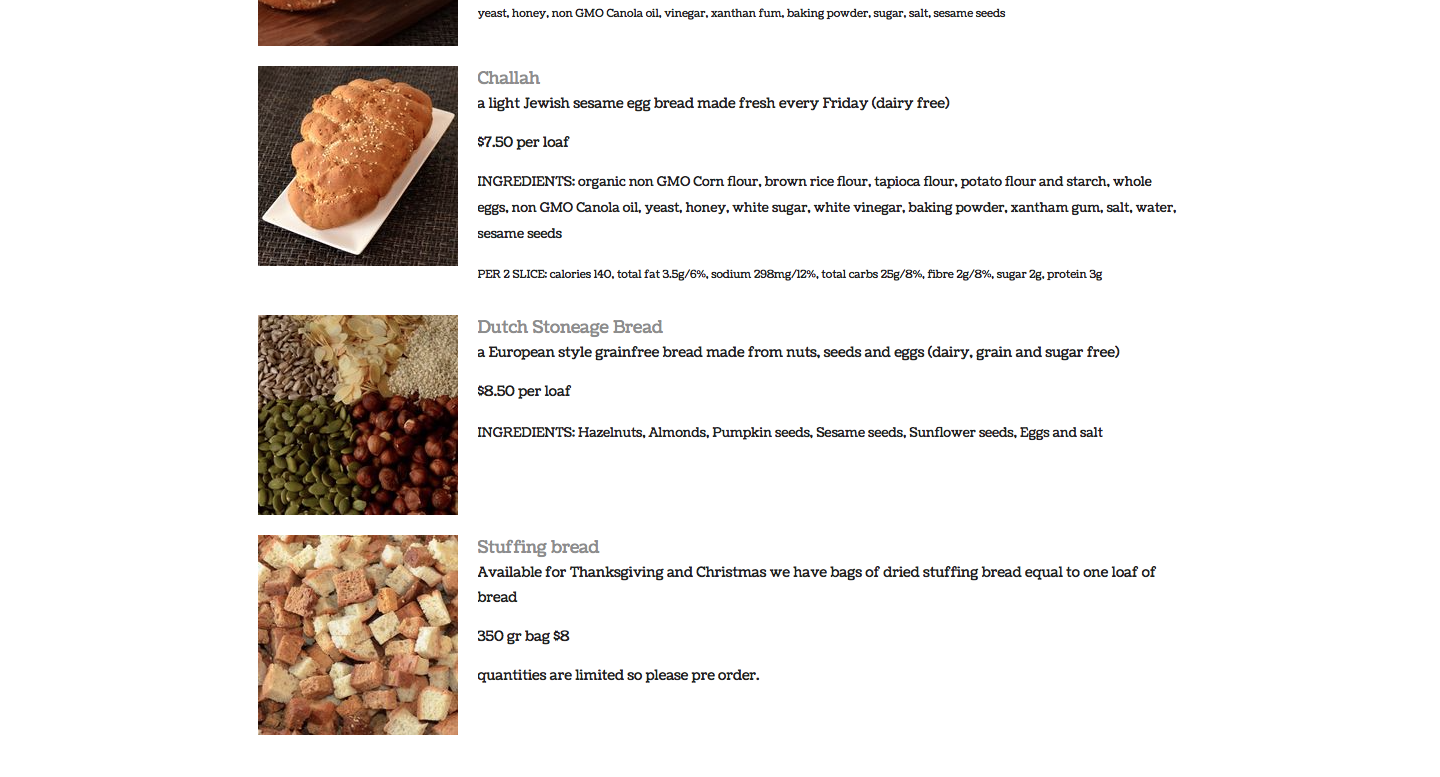 yeast, honey, non GMO Canola oil, vinegar, xanthan fum, baking powder, sugar, salt, sesame seeds
Challah
a light Jewish sesame egg bread made fresh every Friday (dairy free)
$7.50 per loaf
INGREDIENTS: organic non GMO Corn flour, brown rice flour, tapioca flour, potato flour and starch, whole
eggs, non GMO Canola oil, yeast, honey, white sugar, white vinegar, baking powder, xantham gum, salt, water,
sesame seeds
PER 2 SLICE: calories 140, total fat 3.5g/6%, sodium 298mg/12%, total carbs 25g/8%, fibre 2g/8%, sugar 2g, protein 3g
Dutch Stoneage Bread
a European style grainfree bread made from nuts, seeds and eggs (dairy, grain and sugar free)
$8.50 per loaf
INGREDIENTS: Hazelnuts, Almonds, Pumpkin seeds, Sesame seeds, Sunflower seeds, Eggs and salt
Stuffing bread
Available for Thanksgiving and Christmas we have bags of dried stuffing bread equal to one loaf of
bread
350 gr bag $8
quantities are limited so please pre order.